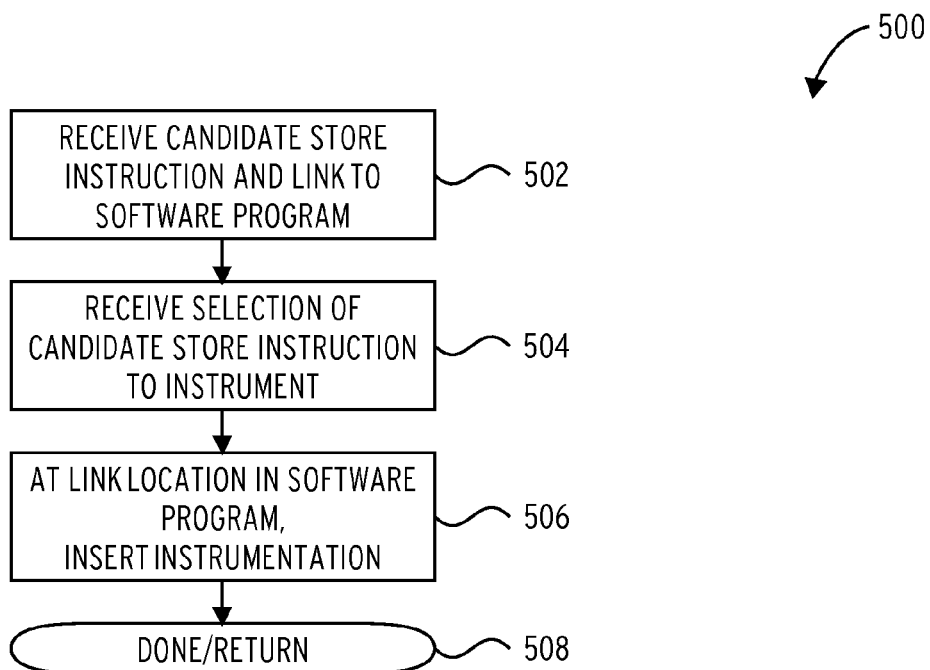 500
RECEIVE CANDIDATE STORE
INSTRUCTION AND LINK TO
SOFTWARE PROGRAM
502
RECEIVE SELECTION OF
CANDIDATE STORE INSTRUCTION
TO INSTRUMENT
504
AT LINK LOCATION IN SOFTWARE
PROGRAM,
INSERT INSTRUMENTATION
506
DONE/RETURN
508